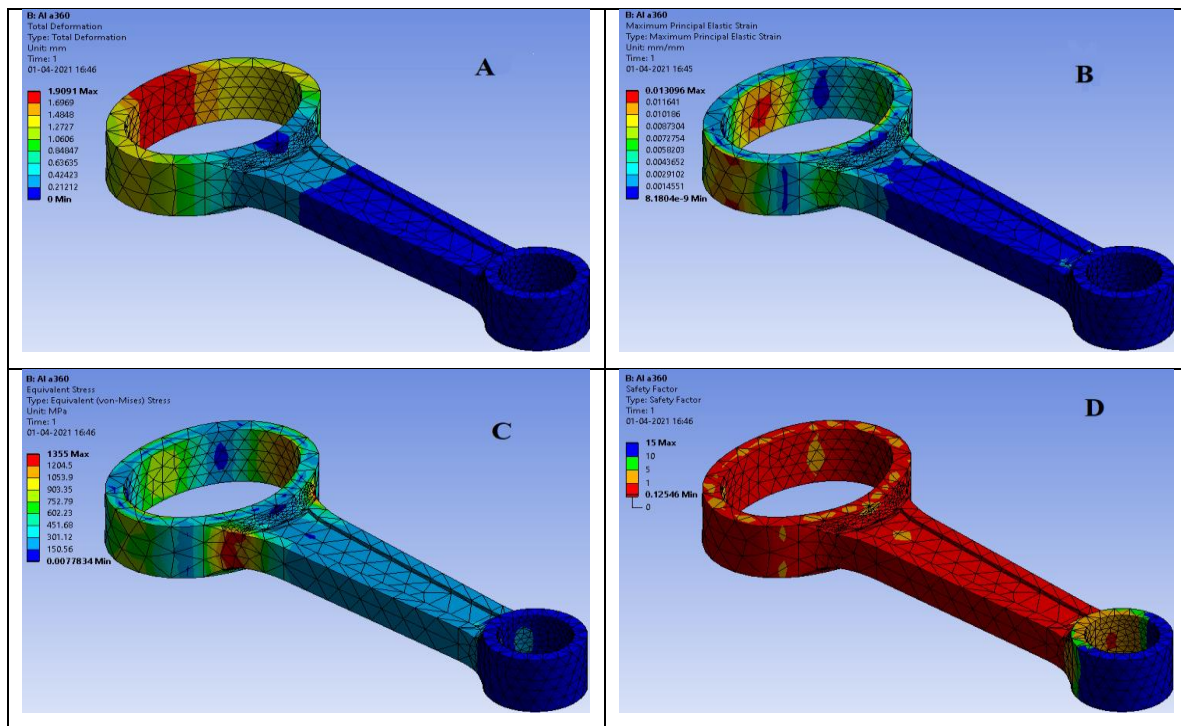 B: Al a360
Total Deformation
Type: Total Deformation
Unit: mm
Time: 1
01-04-2021 16:46
A
1.9091 Max
1.6969
1.4848
1.2727
1.0606
0.84847
0.63635
0.42423
0.21212
0 Min
B: Al a360
Maximum Principal Elastic Strain
Type: Maximum Principal Elastic Strain
Unit: mm/mm
Time: 1
01-04-2021 16:45
B
0.013096 Max
0.011641
0.010186
0.0087304
0.0072754
0.0058203
0.0043652
0.0029102
0.0014551
8.1804e-9 Min
B: Al a360
Equivalent Stress
Type: Equivalent (von-Mises) Stress
Unit: MPa
Time: 1
01-04-2021 16:46
C
1355 Max
1204.5
1053.9
903.35
752.79
602.23
451.68
301.12
150.56
0.0077834 Min
B: Al a360
Safety Factor
Type: Safety Factor
Time: 1
01-04-2021 16:46
D
15 Max
10
5
1
0.12546 Min
0